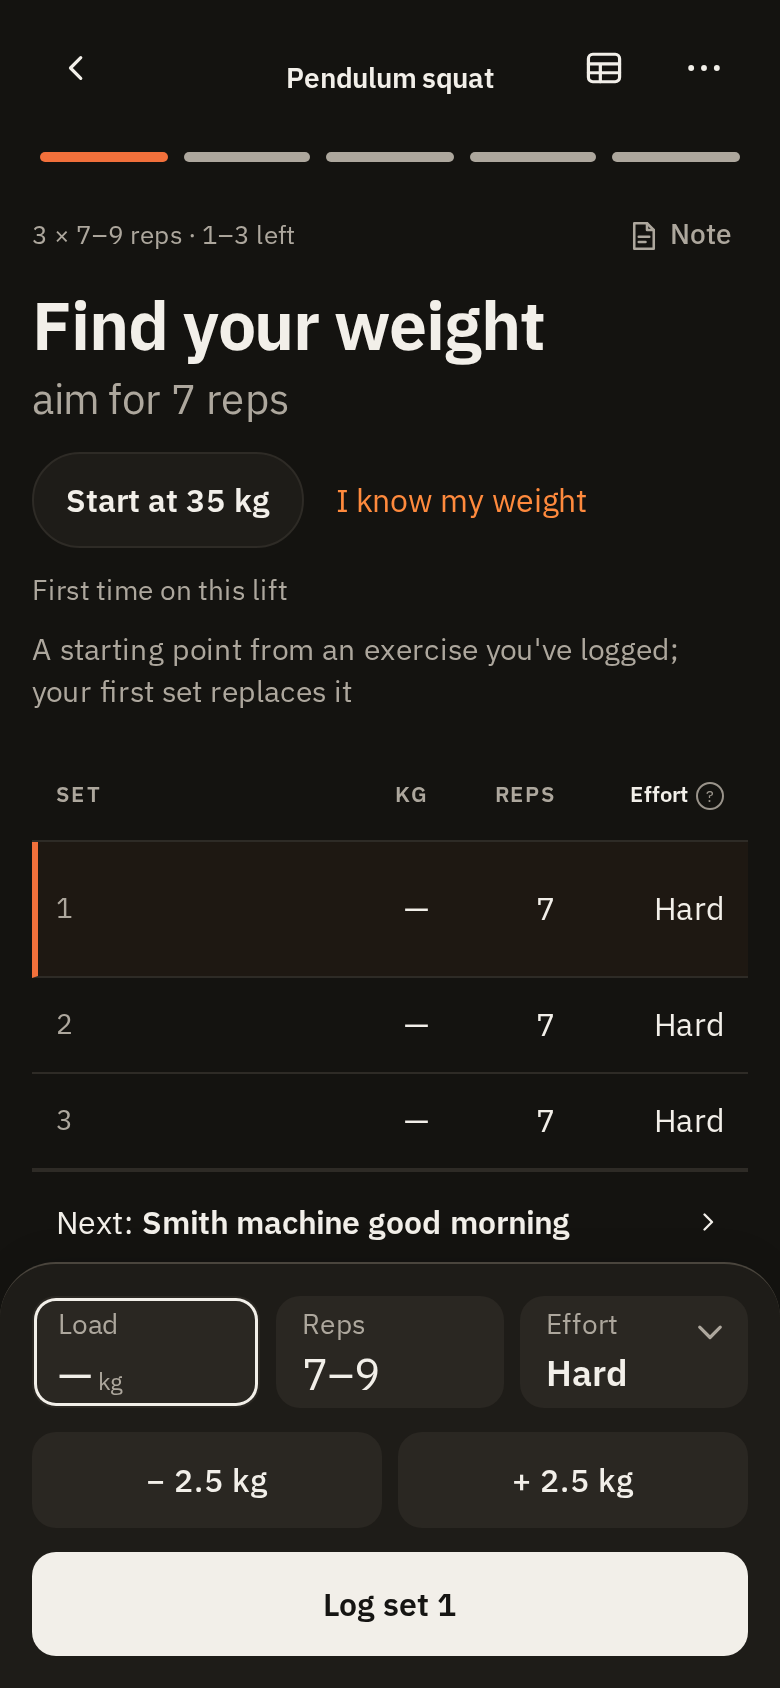 Pendulum squat
3 × 7–9 reps · 1–3 left
Note
Find your weight
aim for 7 reps
Start at 35 kg
I know my weight
First time on this lift
A starting point from an exercise you've logged;
your first set replaces it
SET KG REPS Effort ?
1 — 7 Hard
2 — 7 Hard
3 — 7 Hard
Next: Smith machine good morning
Load Reps Effort
— kg 7–9 Hard
− 2.5 kg + 2.5 kg
Log set 1